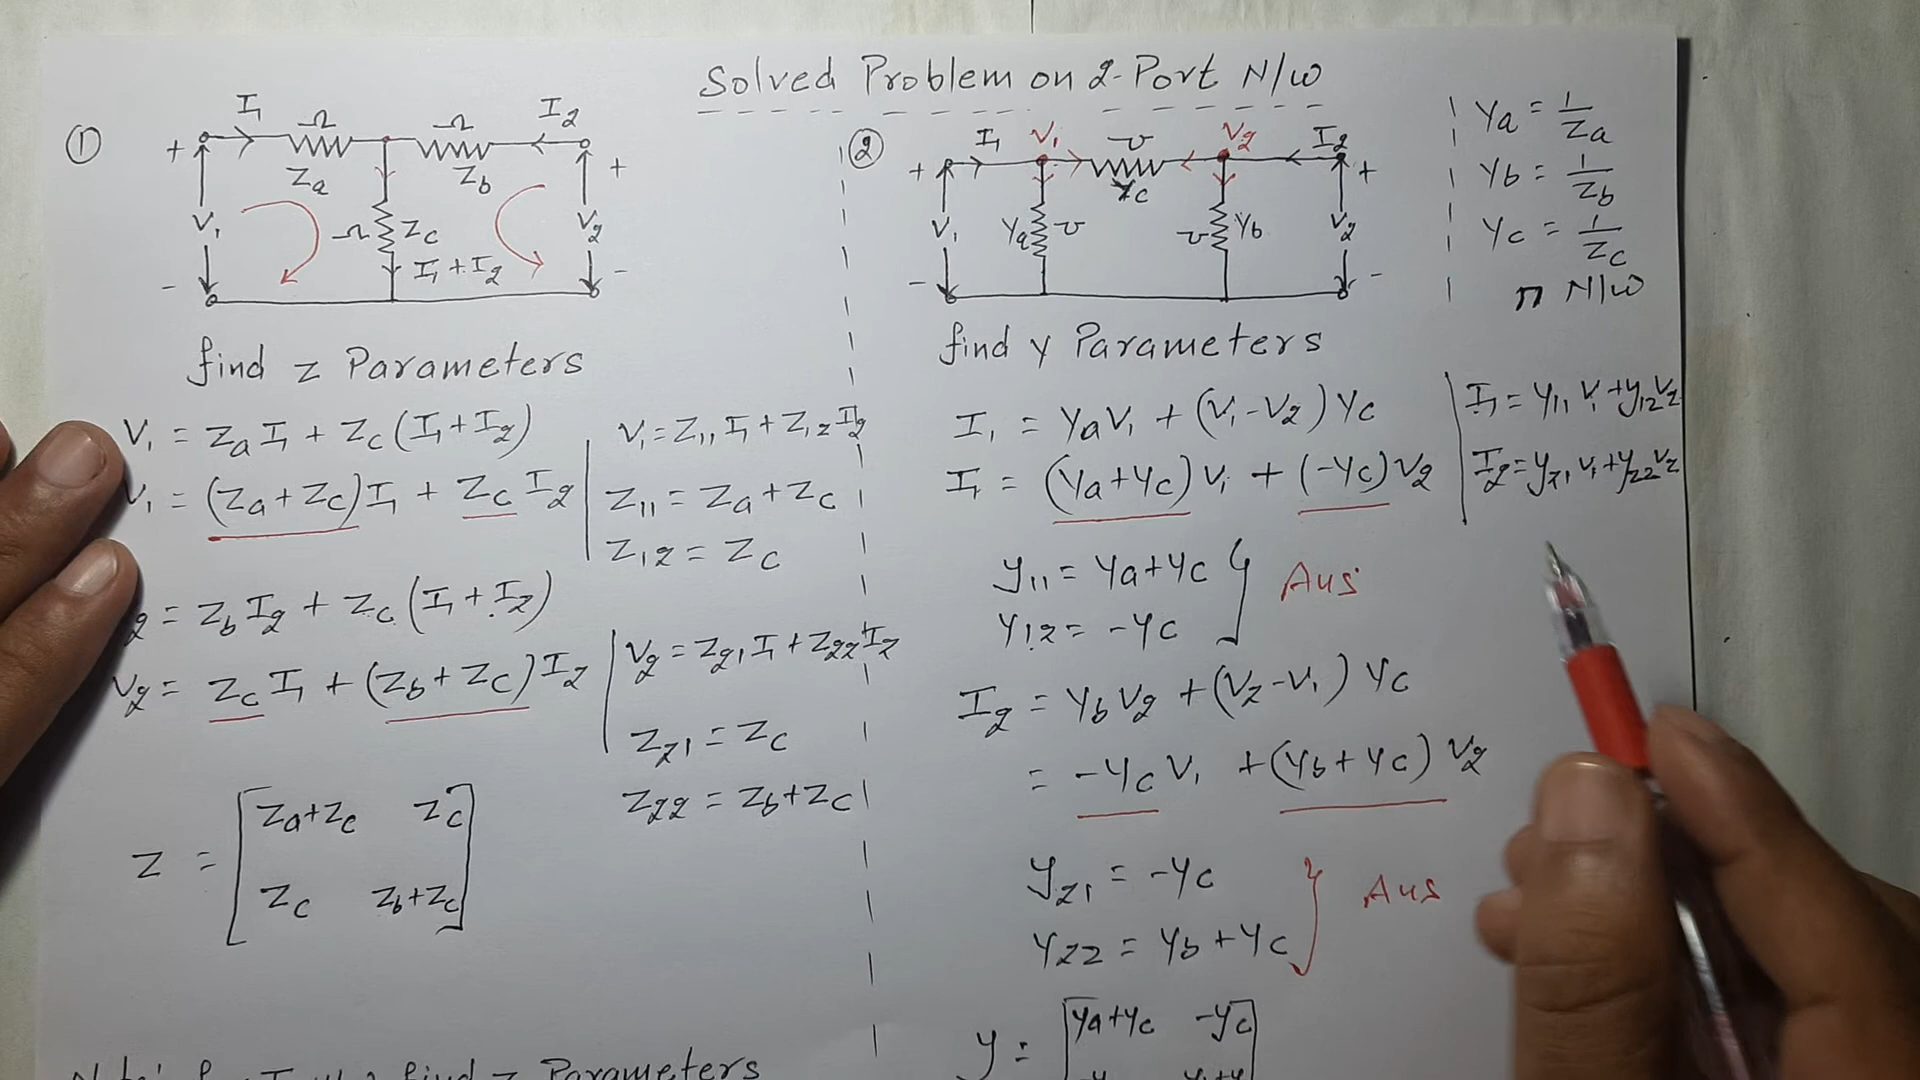 Solved Problem on 2-Port N/W
①
I1 Ω Ω I2
+ Za Zb +
V1 Ω Zc V2
- I1 + I2 -
find z Parameters
V1 = Za I1 + Zc (I1 + I2)
V1 = (Za + Zc) I1 + Zc I2
V1 = Z11 I1 + Z12 I2
Z11 = Za + Zc
Z12 = Zc
2 = Zb I2 + Zc (I1 + I2)
V2 = Zc I1 + (Zb + Zc) I2
V2 = Z21 I1 + Z22 I2
Z21 = Zc
Z22 = Zb + Zc
Z = [Za+Zc Zc
Zc Zb+Zc]
Parameters
②
I1 V1 ʊ V2 I2
+ Yc +
V1 Ya ʊ ʊ Yb V2
- -
Ya = 1/Za
Yb = 1/Zb
Yc = 1/Zc
π N/W
find y Parameters
I1 = Ya V1 + (V1 - V2) Yc
I1 = (Ya + Yc) V1 + (-Yc) V2
I1 = y11 V1 + y12 V2
I2 = y21 V1 + y22 V2
y11 = Ya + Yc } Ans
y12 = -Yc
I2 = Yb V2 + (V2 - V1) Yc
= -Yc V1 + (Yb + Yc) V2
y21 = -Yc } Ans
y22 = Yb + Yc
y = [Ya+Yc -Yc